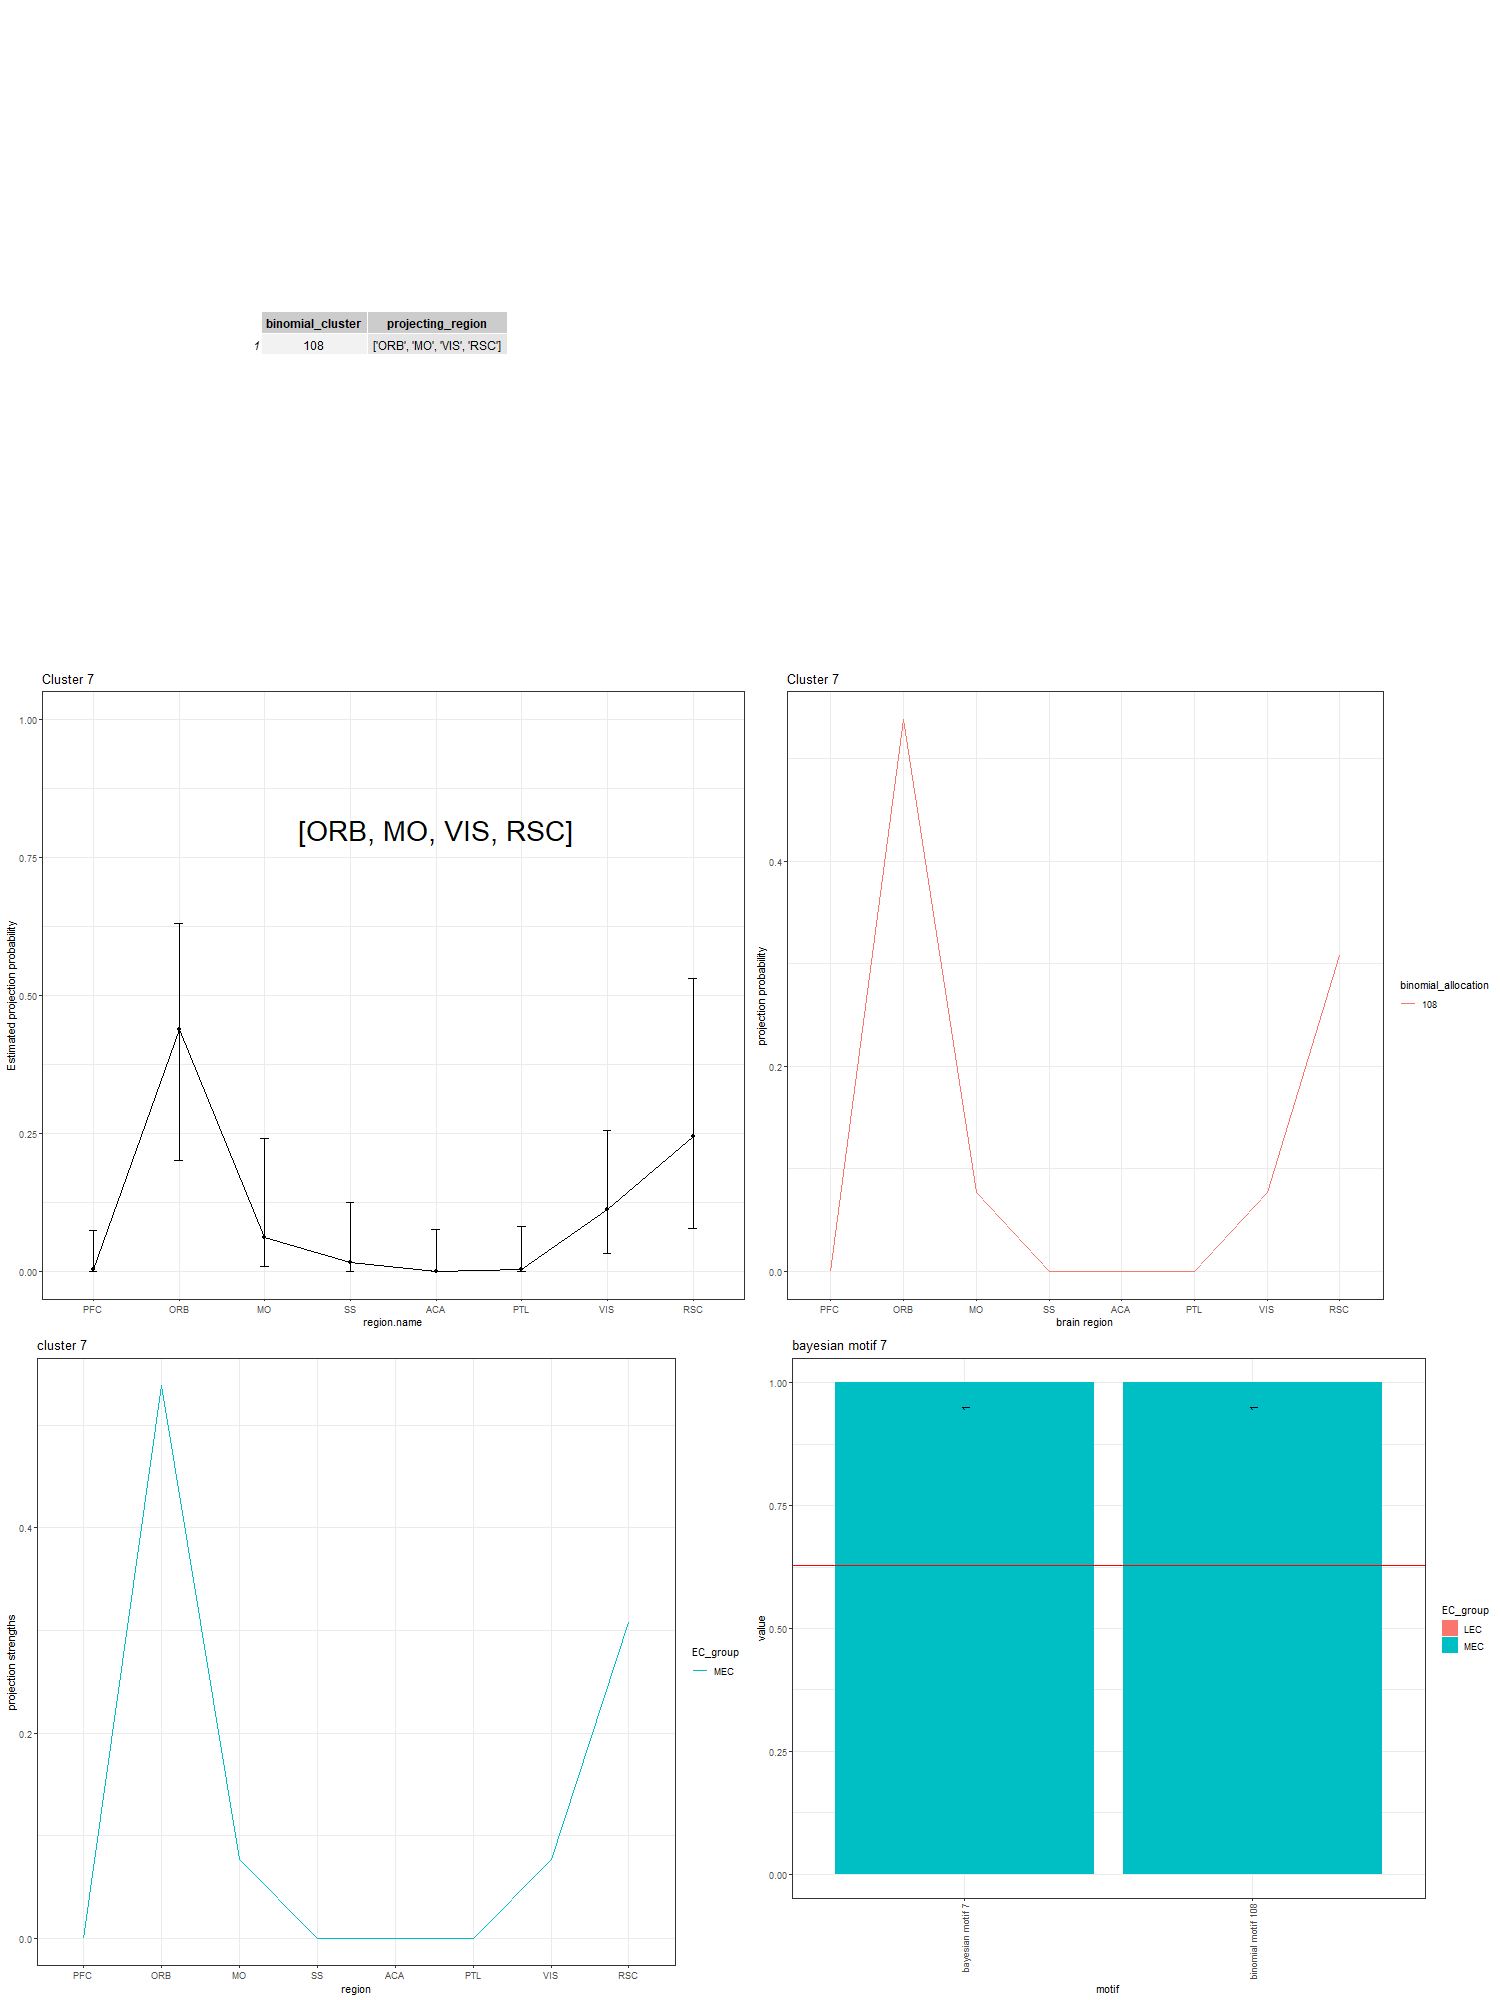 binomial_cluster projecting_region
1 108 ['ORB', 'MO', 'VIS', 'RSC']
Cluster 7
Estimated projection probability
1.00
0.75
0.50
0.25
0.00
[ORB, MO, VIS, RSC]
PFC ORB MO SS ACA PTL VIS RSC
region.name
Cluster 7
projection probability
0.4
0.2
0.0
PFC ORB MO SS ACA PTL VIS RSC
brain region
binomial_allocation
108
cluster 7
projection strengths
0.4
0.2
0.0
PFC ORB MO SS ACA PTL VIS RSC
region
EC_group
MEC
bayesian motif 7
value
1.00
0.75
0.50
0.25
0.00
1 1
bayesian motif 7
binomial motif 108
motif
EC_group
LEC
MEC